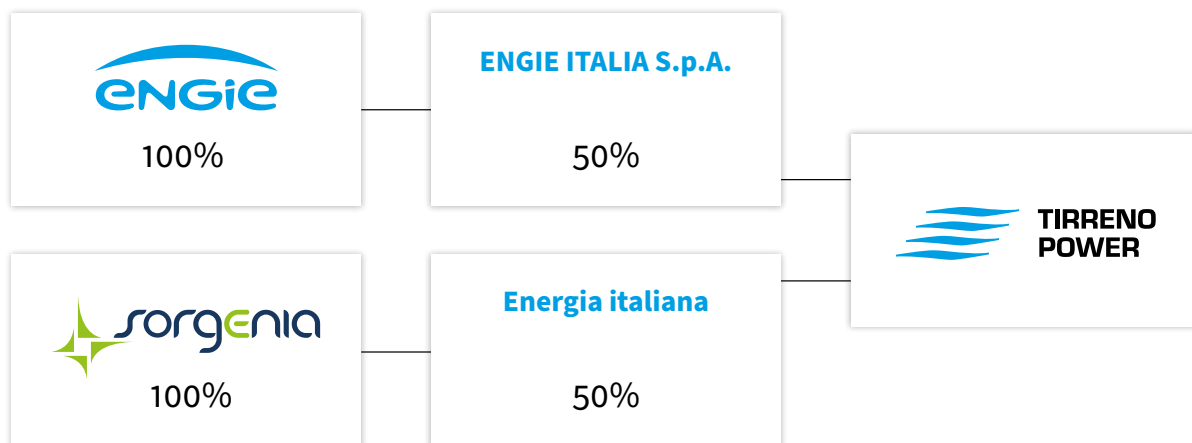 ENGIE
100%
ENGIE ITALIA S.p.A.
50%
sorgenia
100%
Energia italiana
50%
TIRRENO
POWER